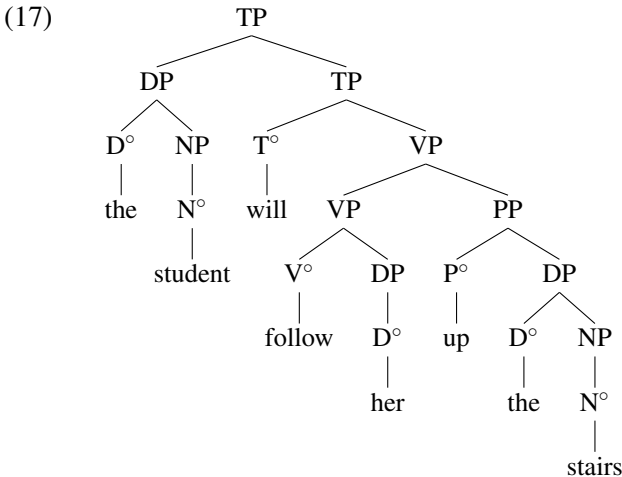 (17) TP
DP TP
D° NP T° VP
the N° will VP PP
student V° DP P° DP
follow D° up D° NP
her the N°
stairs